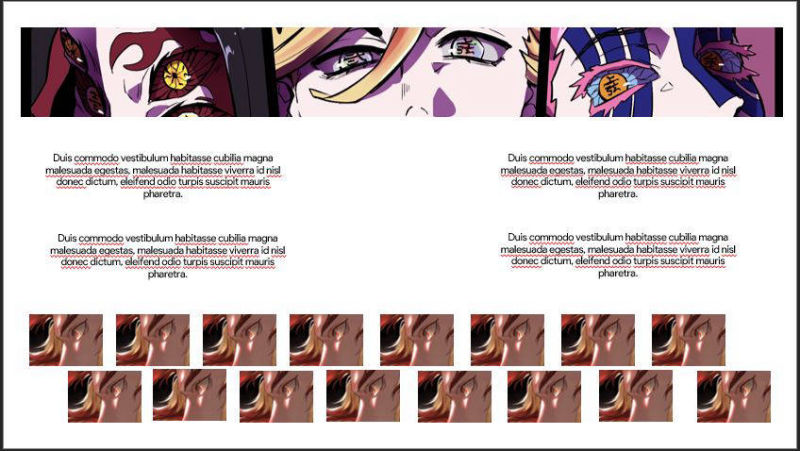 上弦
上弦
Duis commodo vestibulum habitasse cubilia magna
malesuada egestas, malesuada habitasse viverra id nisl
donec dictum, eleifend odio turpis suscipit mauris
pharetra.
Duis commodo vestibulum habitasse cubilia magna
malesuada egestas, malesuada habitasse viverra id nisl
donec dictum, eleifend odio turpis suscipit mauris
pharetra.
Duis commodo vestibulum habitasse cubilia magna
malesuada egestas, malesuada habitasse viverra id nisl
donec dictum, eleifend odio turpis suscipit mauris
pharetra.
Duis commodo vestibulum habitasse cubilia magna
malesuada egestas, malesuada habitasse viverra id nisl
donec dictum, eleifend odio turpis suscipit mauris
pharetra.